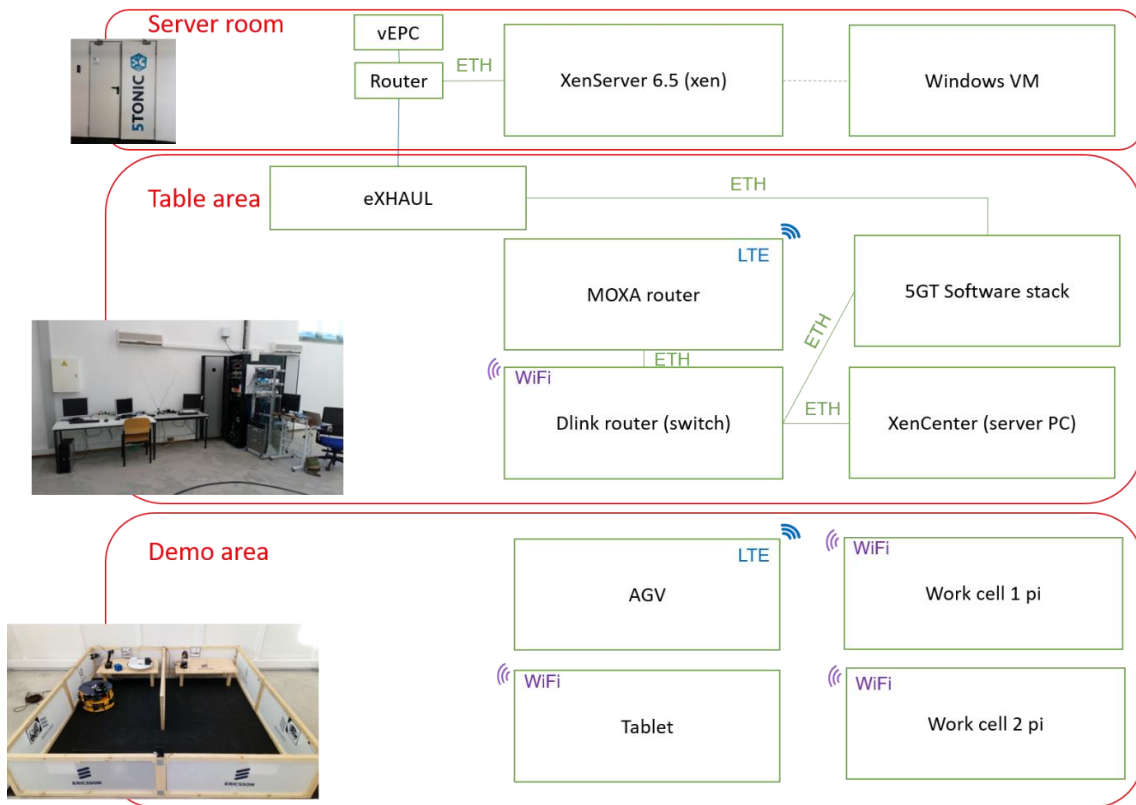 Server room
vEPC
Router
ETH
XenServer 6.5 (xen)
Windows VM
5TONIC
Table area
eXHAUL
ETH
LTE
MOXA router
5GT Software stack
ETH
ETH
WiFi
Dlink router (switch)
ETH
XenCenter (server PC)
Demo area
LTE
AGV
WiFi
Work cell 1 pi
WiFi
Tablet
WiFi
Work cell 2 pi
ERICSSON
ERICSSON